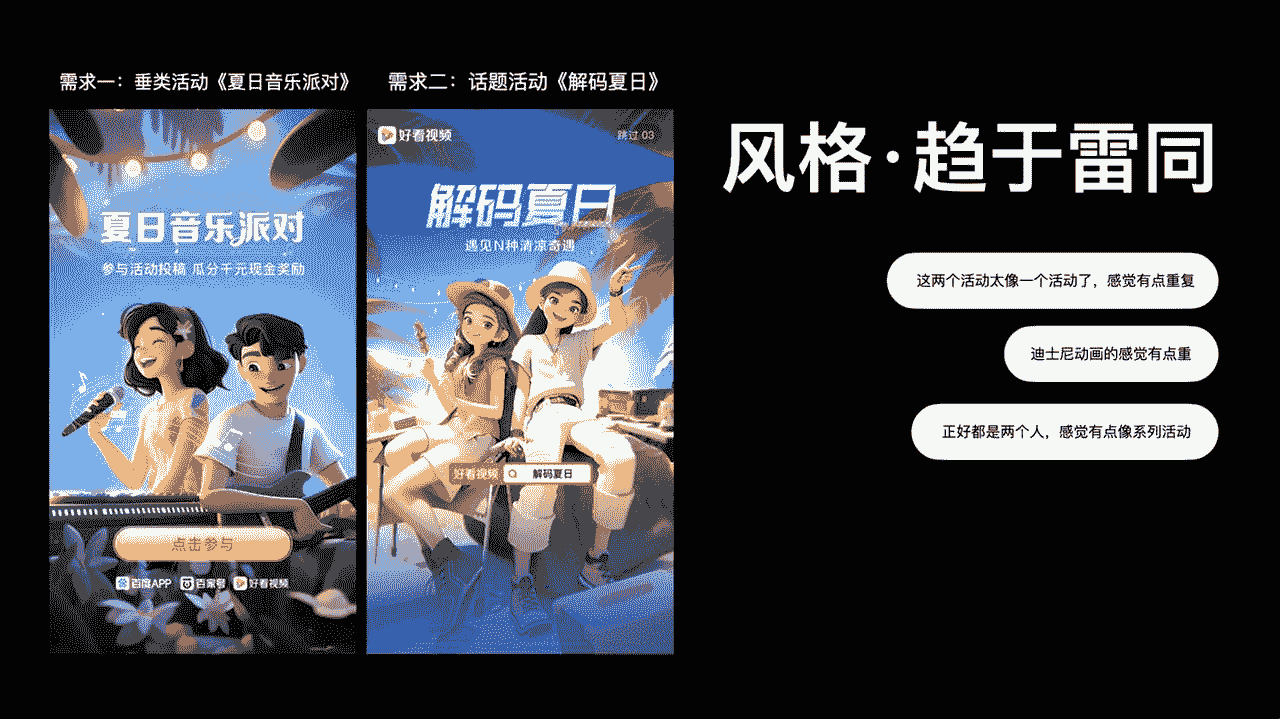 需求一：垂类活动《夏日音乐派对》
夏日音乐派对
参与活动投稿 瓜分千元现金奖励
点击参与
百度APP 百家号 好看视频
需求二：话题活动《解码夏日》
好看视频
跳过 03
解码夏日
遇见N种清凉奇遇
好看视频 解码夏日
风格·趋于雷同
这两个活动太像一个活动了，感觉有点重复
迪士尼动画的感觉有点重
正好都是两个人，感觉有点像系列活动